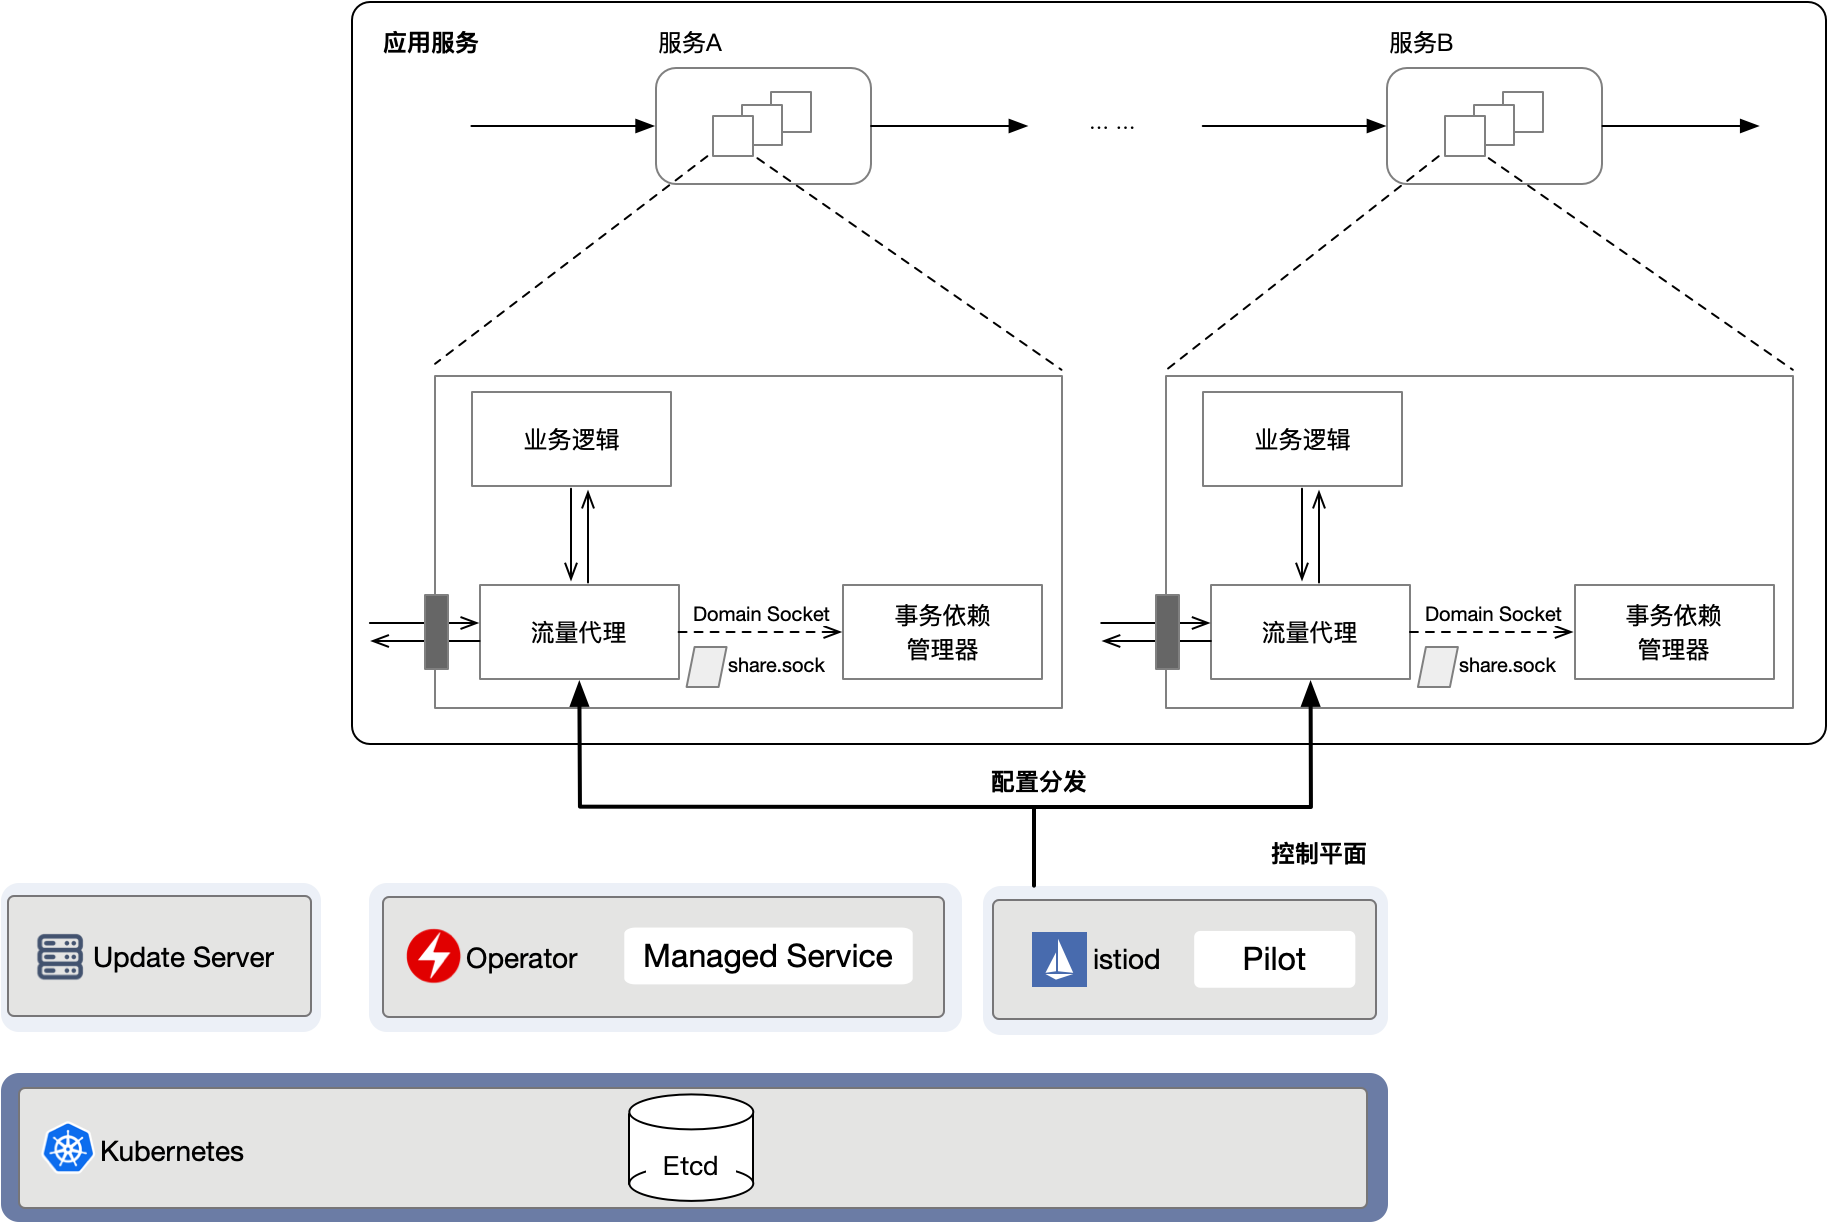 应用服务
服务A
服务B
... ...
业务逻辑
业务逻辑
流量代理
Domain Socket
share.sock
事务依赖
管理器
流量代理
Domain Socket
share.sock
事务依赖
管理器
配置分发
控制平面
Update Server
Operator
Managed Service
istiod
Pilot
Kubernetes
Etcd